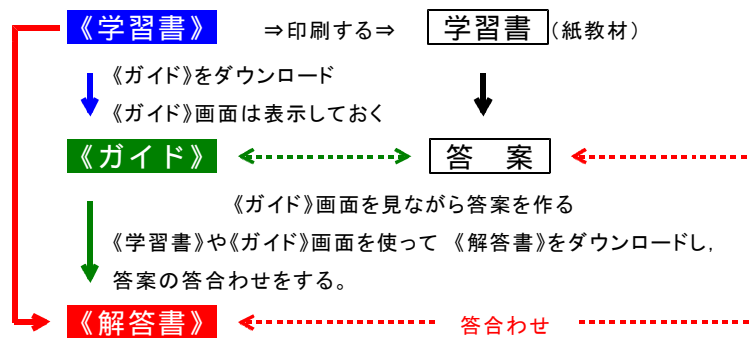 《学習書》 ⇒印刷する⇒ 学習書(紙教材)
《ガイド》をダウンロード
《ガイド》画面は表示しておく
《ガイド》 答 案
《ガイド》画面を見ながら答案を作る
《学習書》や《ガイド》画面を使って 《解答書》をダウンロードし,
答案の答合わせをする。
《解答書》 答合わせ